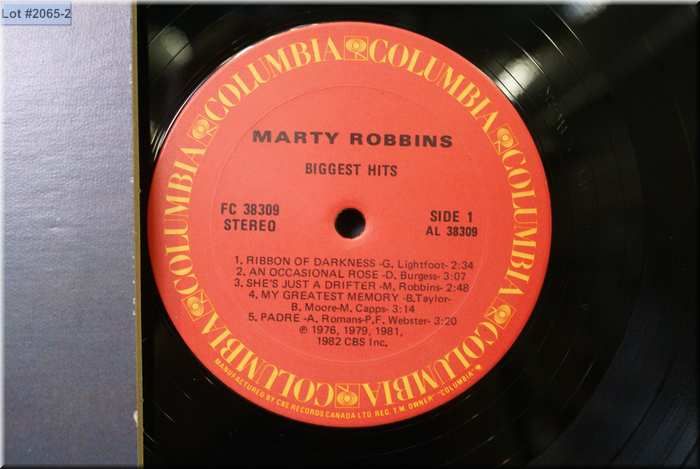 Lot #2065-2
COLUMBIA COLUMBIA COLUMBIA COLUMBIA COLUMBIA COLUMBIA
MARTY ROBBINS
BIGGEST HITS
FC 38309
STEREO
SIDE 1
AL 38309
1. RIBBON OF DARKNESS -G. Lightfoot- 2:34
2. AN OCCASIONAL ROSE -D. Burgess- 3:07
3. SHE'S JUST A DRIFTER -M. Robbins- 2:48
4. MY GREATEST MEMORY -B.Taylor-
B. Moore-M. Capps- 3:14
5. PADRE -A. Romans-P.F. Webster- 3:20
℗ 1976, 1979, 1981,
1982 CBS Inc.
MANUFACTURED BY CBS RECORDS CANADA LTD. REG. T.M. OWNER "COLUMBIA"